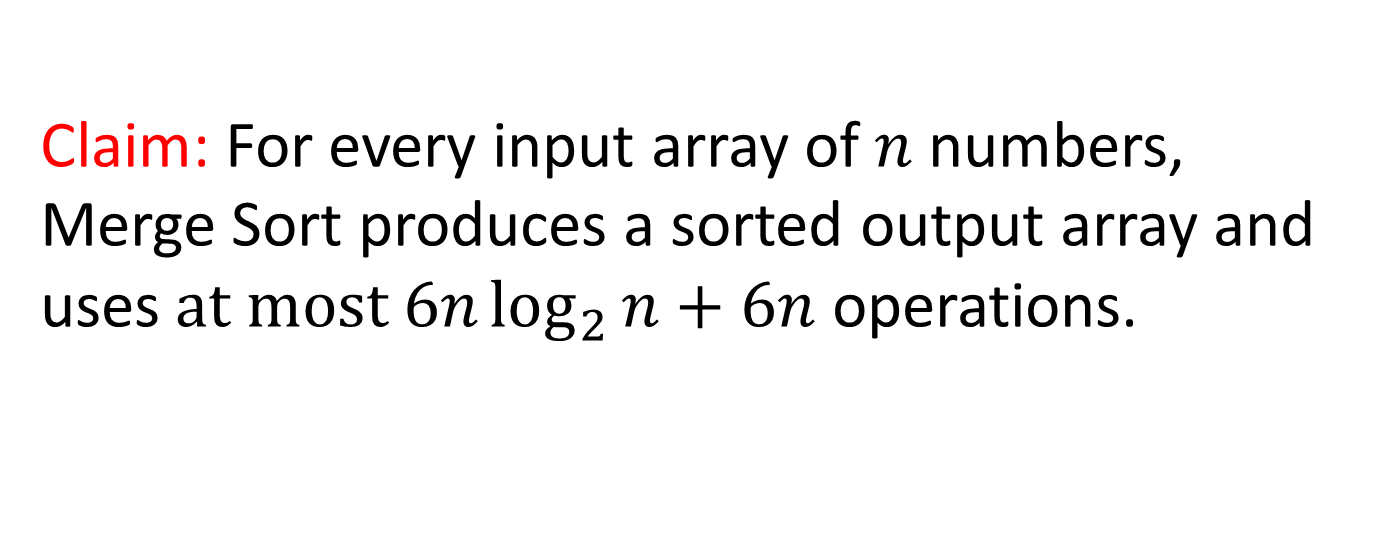 Claim: For every input array of n numbers,
Merge Sort produces a sorted output array and
uses at most 6n log₂ n + 6n operations.